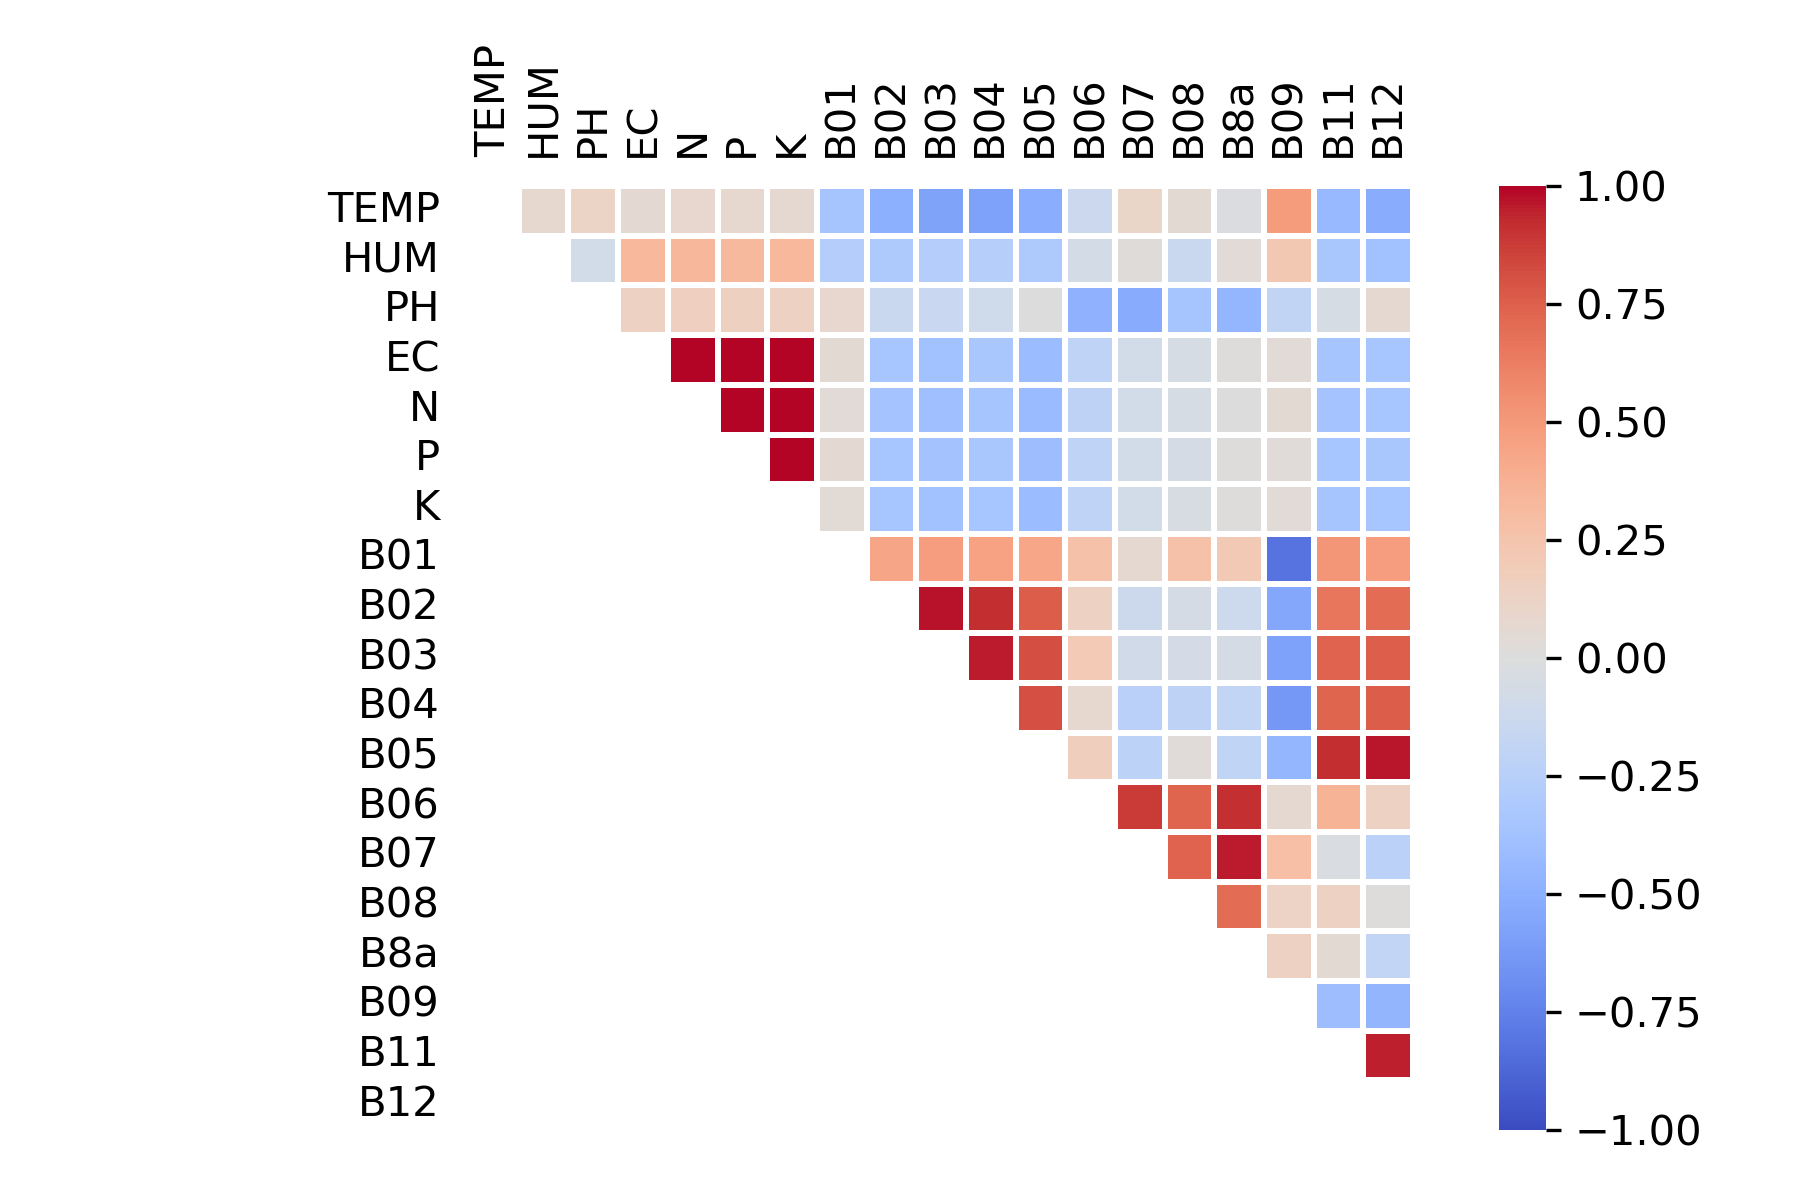 TEMP HUM PH EC N P K B01 B02 B03 B04 B05 B06 B07 B08 B8a B09 B11 B12
TEMP
HUM
PH
EC
N
P
K
B01
B02
B03
B04
B05
B06
B07
B08
B8a
B09
B11
B12
1.00
0.75
0.50
0.25
0.00
−0.25
−0.50
−0.75
−1.00